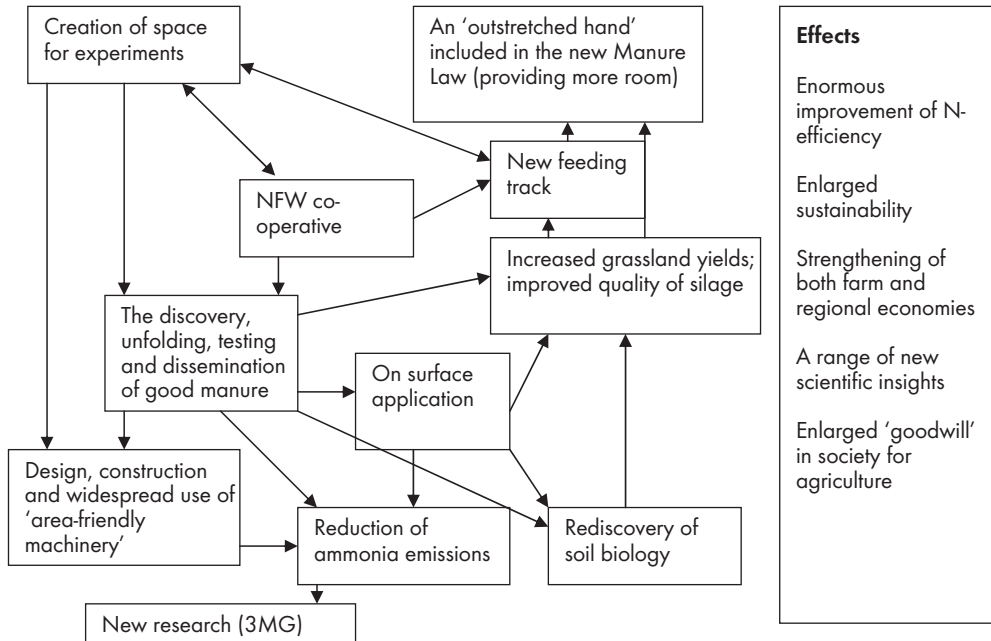 Creation of space
for experiments
An ‘outstretched hand’
included in the new Manure
Law (providing more room)
New feeding
track
NFW co-
operative
Increased grassland yields;
improved quality of silage
The discovery,
unfolding, testing
and dissemination
of good manure
On surface
application
Design, construction
and widespread use of
‘area-friendly
machinery’
Reduction of
ammonia emissions
Rediscovery of
soil biology
New research (3MG)
Effects
Enormous
improvement of N-
efficiency
Enlarged
sustainability
Strengthening of
both farm and
regional economies
A range of new
scientific insights
Enlarged ‘goodwill’
in society for
agriculture